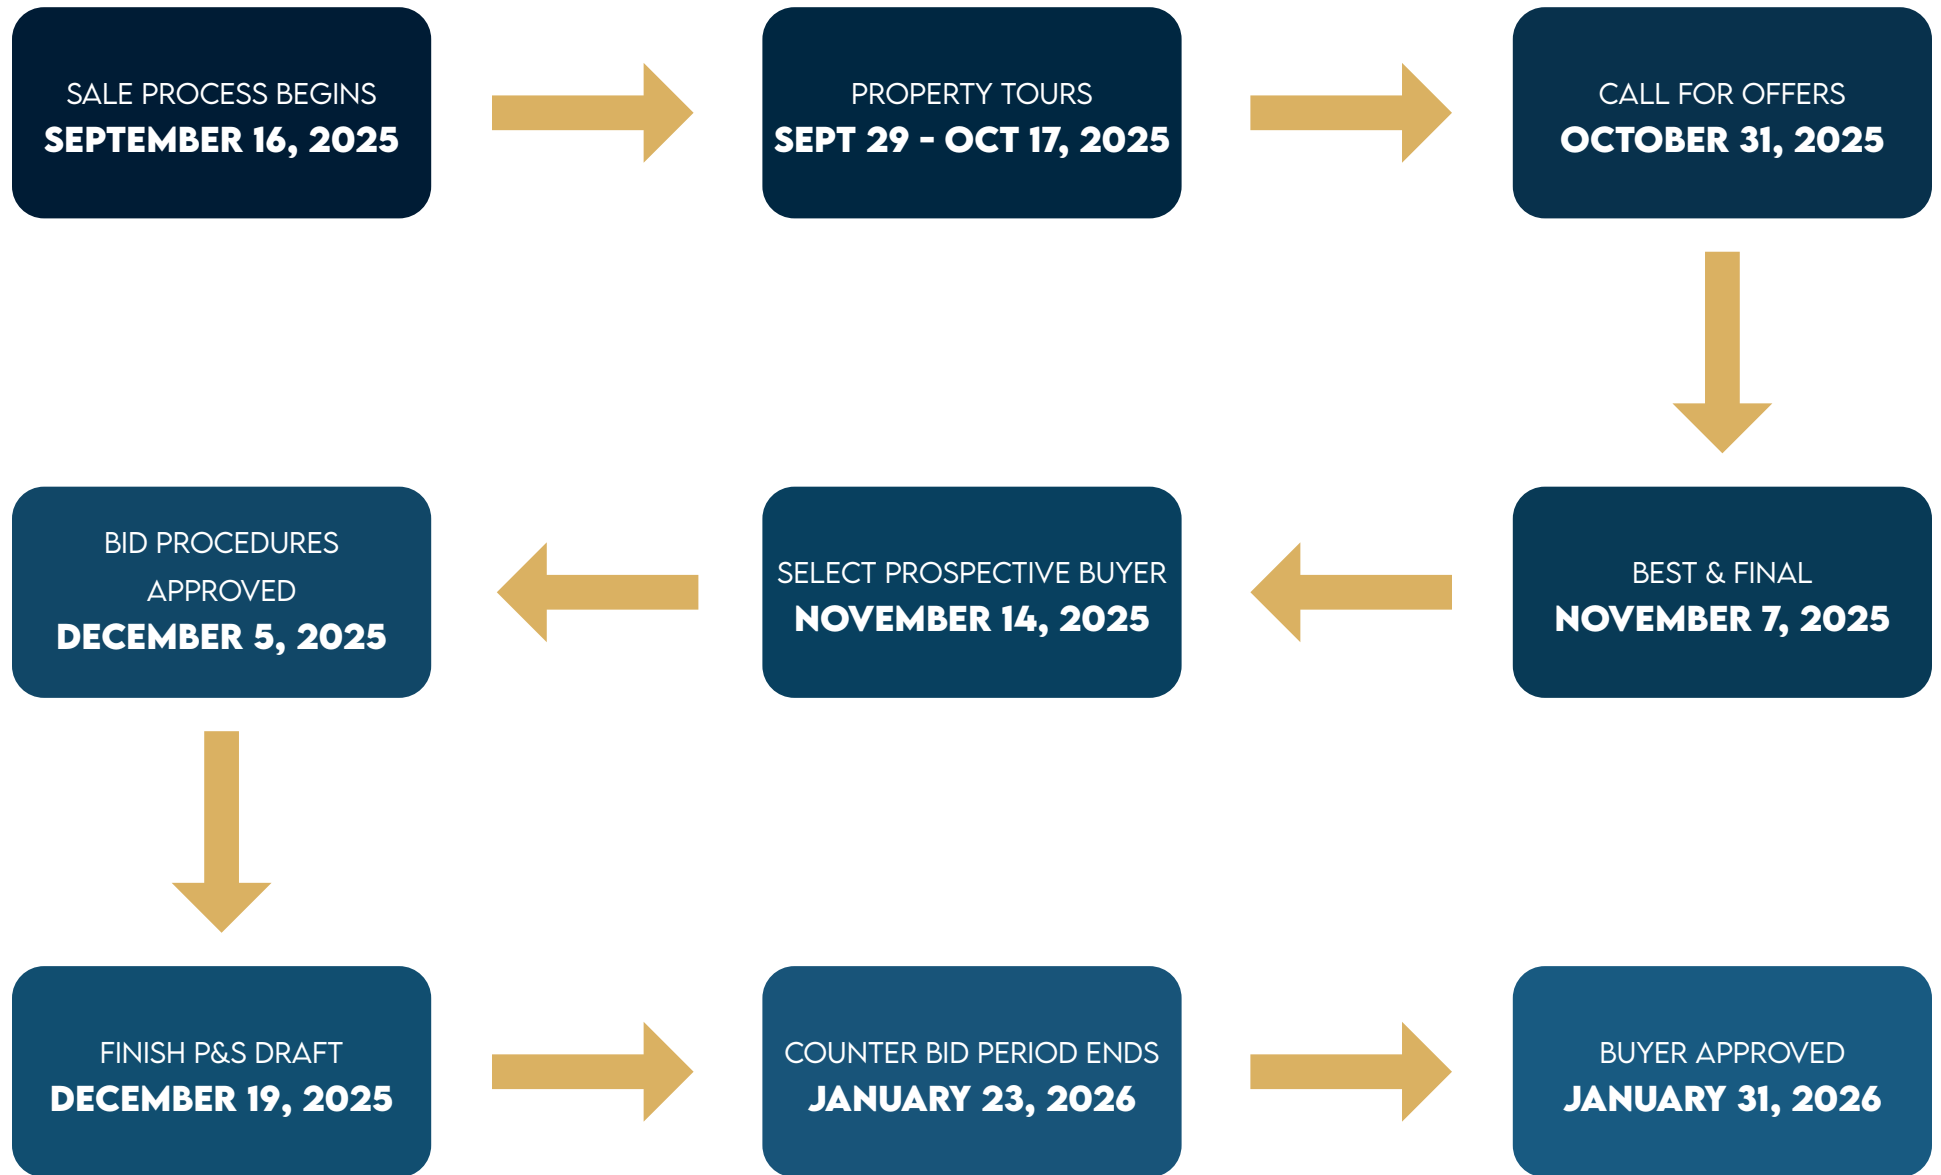 SALE PROCESS BEGINS
SEPTEMBER 16, 2025
PROPERTY TOURS
SEPT 29 - OCT 17, 2025
CALL FOR OFFERS
OCTOBER 31, 2025
BEST & FINAL
NOVEMBER 7, 2025
SELECT PROSPECTIVE BUYER
NOVEMBER 14, 2025
BID PROCEDURES
APPROVED
DECEMBER 5, 2025
FINISH P&S DRAFT
DECEMBER 19, 2025
COUNTER BID PERIOD ENDS
JANUARY 23, 2026
BUYER APPROVED
JANUARY 31, 2026